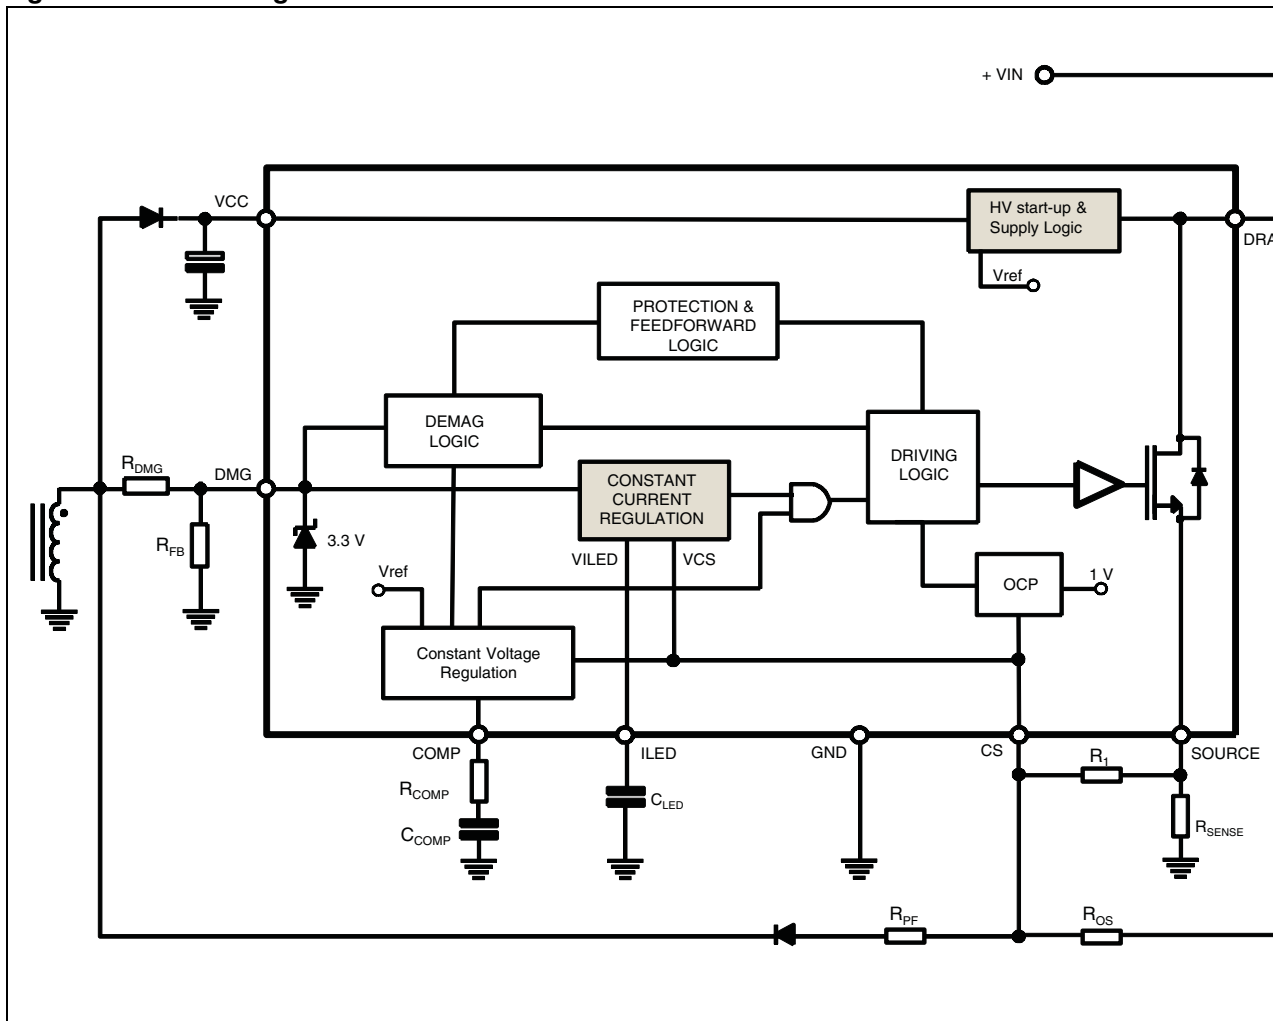 + VIN
VCC
HV start-up &
Supply Logic
DRA
Vref
PROTECTION &
FEEDFORWARD
LOGIC
DEMAG
LOGIC
DRIVING
LOGIC
RDMG
DMG
CONSTANT
CURRENT
REGULATION
RFB
3.3 V
VILED
VCS
Vref
OCP
1 V
Constant Voltage
Regulation
COMP
ILED
GND
CS
SOURCE
R1
RCOMP
CLED
RSENSE
CCOMP
RPF
ROS